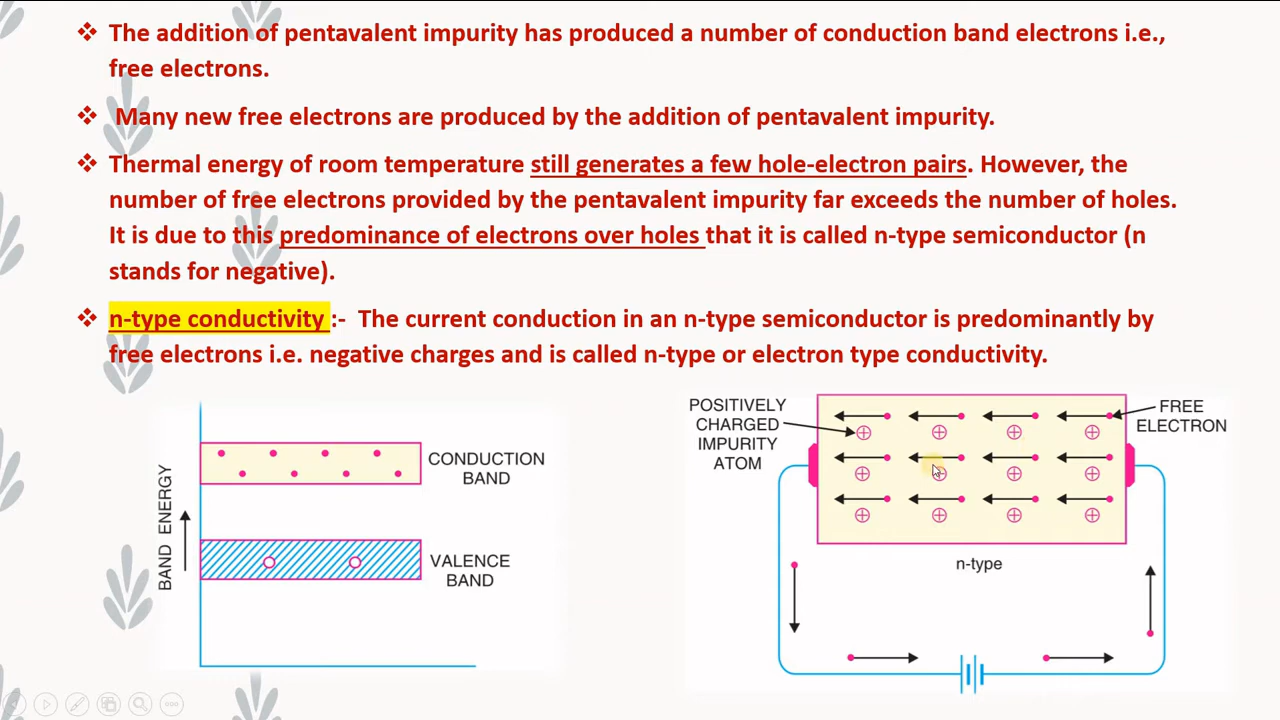 ❖ The addition of pentavalent impurity has produced a number of conduction band electrons i.e.,
free electrons.
❖ Many new free electrons are produced by the addition of pentavalent impurity.
❖ Thermal energy of room temperature still generates a few hole-electron pairs. However, the
number of free electrons provided by the pentavalent impurity far exceeds the number of holes.
It is due to this predominance of electrons over holes that it is called n-type semiconductor (n
stands for negative).
❖ n-type conductivity :- The current conduction in an n-type semiconductor is predominantly by
free electrons i.e. negative charges and is called n-type or electron type conductivity.
BAND ENERGY
CONDUCTION
BAND
VALENCE
BAND
POSITIVELY
CHARGED
IMPURITY
ATOM
FREE
ELECTRON
n-type